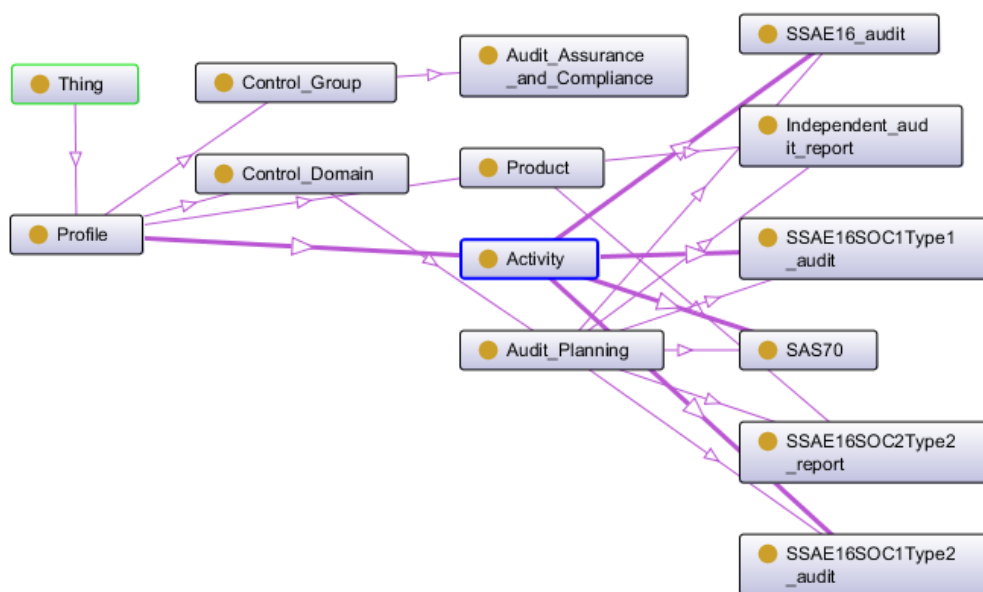 Thing
Profile
Control_Group
Control_Domain
Audit_Assurance
_and_Compliance
Product
Activity
Audit_Planning
SSAE16_audit
Independent_aud
it_report
SSAE16SOC1Type1
_audit
SAS70
SSAE16SOC2Type2
_report
SSAE16SOC1Type2
_audit